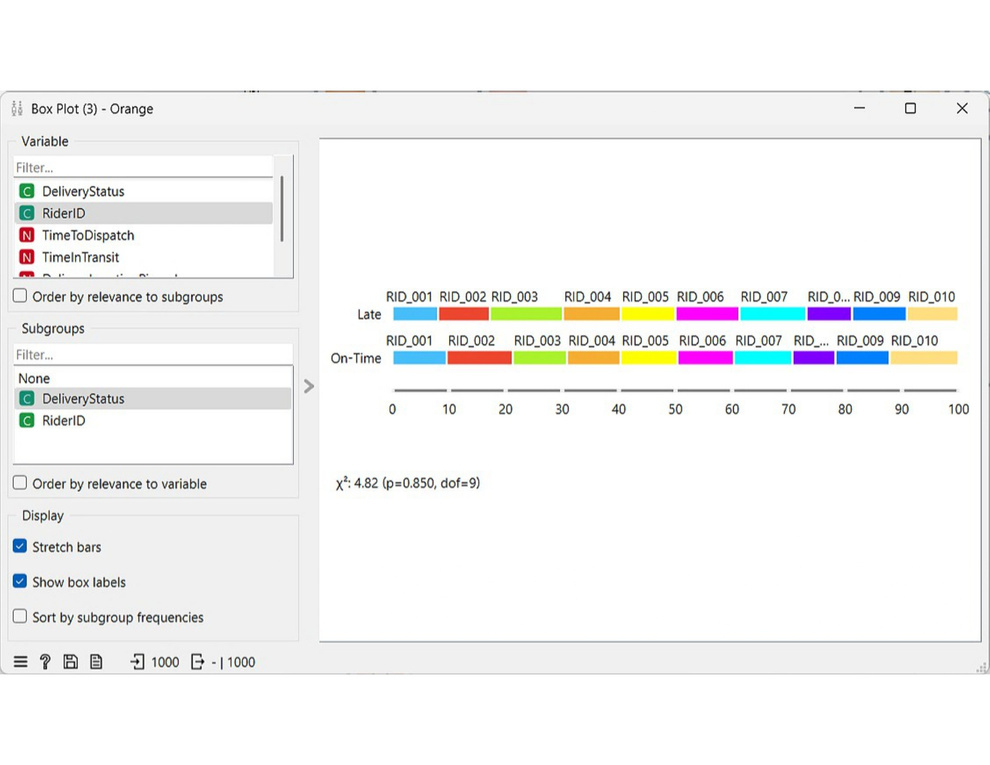 Box Plot (3) - Orange
Variable
Filter...
C DeliveryStatus
C RiderID
N TimeToDispatch
N TimeInTransit
Order by relevance to subgroups
Subgroups
Filter...
None
C DeliveryStatus
C RiderID
Order by relevance to variable
Display
Stretch bars
Show box labels
Sort by subgroup frequencies
1000 - | 1000
RID_001 RID_002 RID_003 RID_004 RID_005 RID_006 RID_007 RID_0... RID_009 RID_010
Late
RID_001 RID_002 RID_003 RID_004 RID_005 RID_006 RID_007 RID_... RID_009 RID_010
On-Time
0 10 20 30 40 50 60 70 80 90 100
χ²: 4.82 (p=0.850, dof=9)